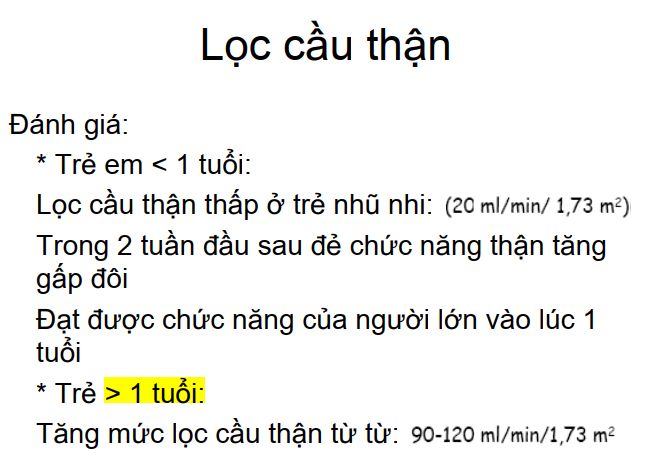 Lọc cầu thận
Đánh giá:
* Trẻ em < 1 tuổi:
Lọc cầu thận thấp ở trẻ nhũ nhi: (20 ml/min/ 1,73 m²)
Trong 2 tuần đầu sau đẻ chức năng thận tăng
gấp đôi
Đạt được chức năng của người lớn vào lúc 1
tuổi
* Trẻ > 1 tuổi:
Tăng mức lọc cầu thận từ từ: 90-120 ml/min/1,73 m²